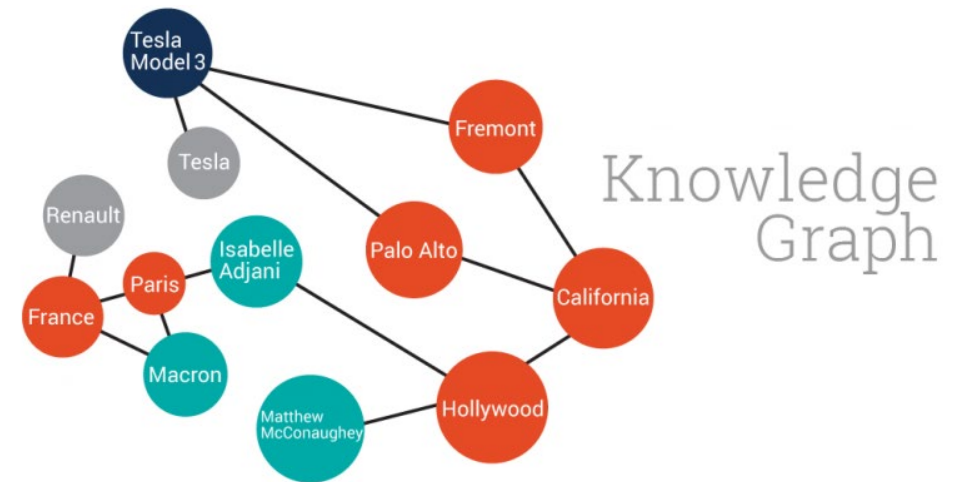 Tesla
Model 3
Fremont
Tesla
Knowledge
Graph
Renault
Isabelle
Adjani
Palo Alto
Paris
California
France
Macron
Hollywood
Matthew
McConaughey